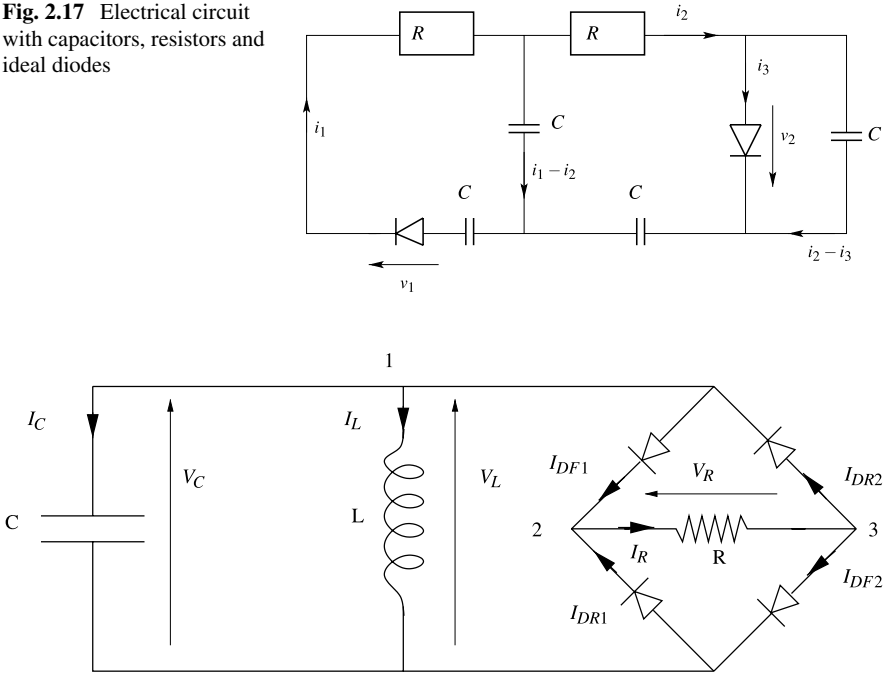 Fig. 2.17 Electrical circuit
with capacitors, resistors and
ideal diodes
R
R
i2
i3
i1
C
v2
C
i1 – i2
C
C
i2 – i3
v1
1
IC
IL
VC
VL
IDF1
VR
IDR2
C
L
2
3
IR
R
IDF2
IDR1